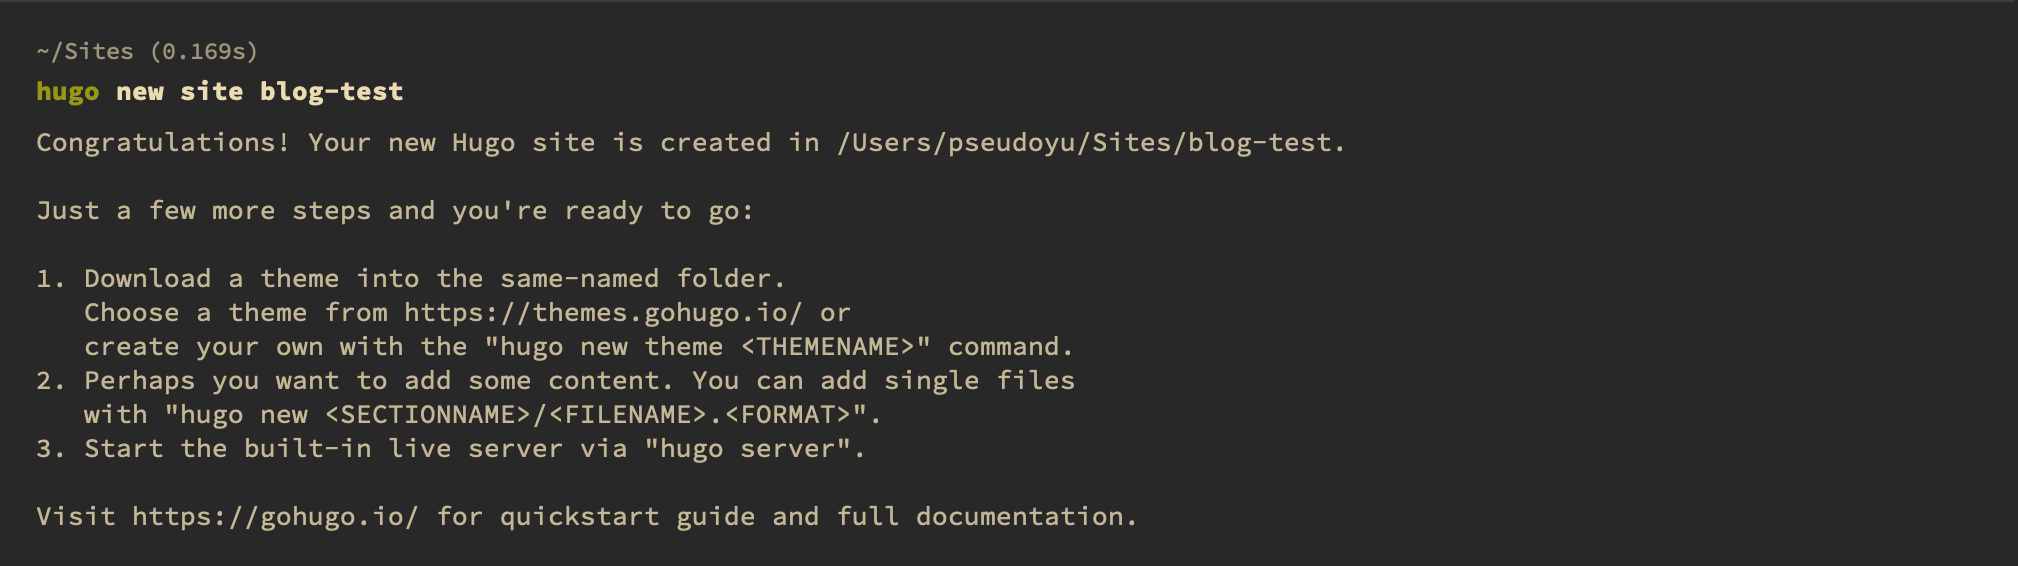 ~/Sites (0.169s)
hugo new site blog-test
Congratulations! Your new Hugo site is created in /Users/pseudoyu/Sites/blog-test.
Just a few more steps and you're ready to go:
1. Download a theme into the same-named folder.
Choose a theme from https://themes.gohugo.io/ or
create your own with the "hugo new theme <THEMENAME>" command.
2. Perhaps you want to add some content. You can add single files
with "hugo new <SECTIONNAME>/<FILENAME>.<FORMAT>".
3. Start the built-in live server via "hugo server".
Visit https://gohugo.io/ for quickstart guide and full documentation.